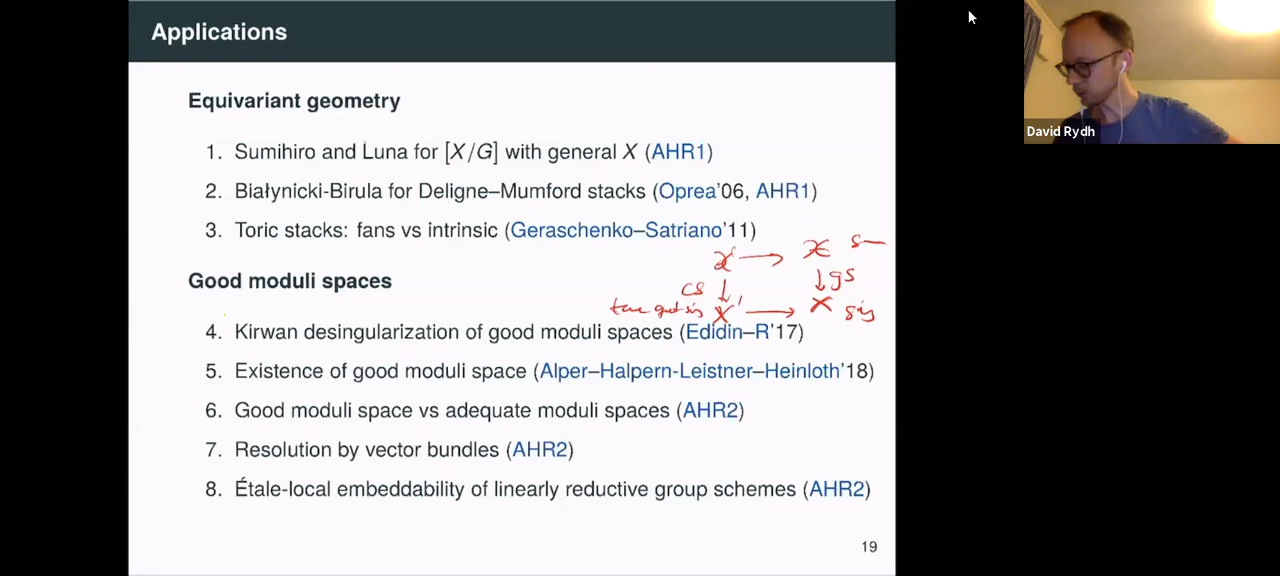 Applications
David Rydh
Equivariant geometry
1. Sumihiro and Luna for [X/G] with general X (AHR1)
2. Białynicki-Birula for Deligne–Mumford stacks (Oprea'06, AHR1)
3. Toric stacks: fans vs intrinsic (Geraschenko–Satriano'11)
𝒳' → 𝒳
Good moduli spaces
cs ↓ ↓ gs
X' → X
4. Kirwan desingularization of good moduli spaces (Edidin–R'17)
5. Existence of good moduli space (Alper–Halpern-Leistner–Heinloth'18)
6. Good moduli space vs adequate moduli spaces (AHR2)
7. Resolution by vector bundles (AHR2)
8. Étale-local embeddability of linearly reductive group schemes (AHR2)
19